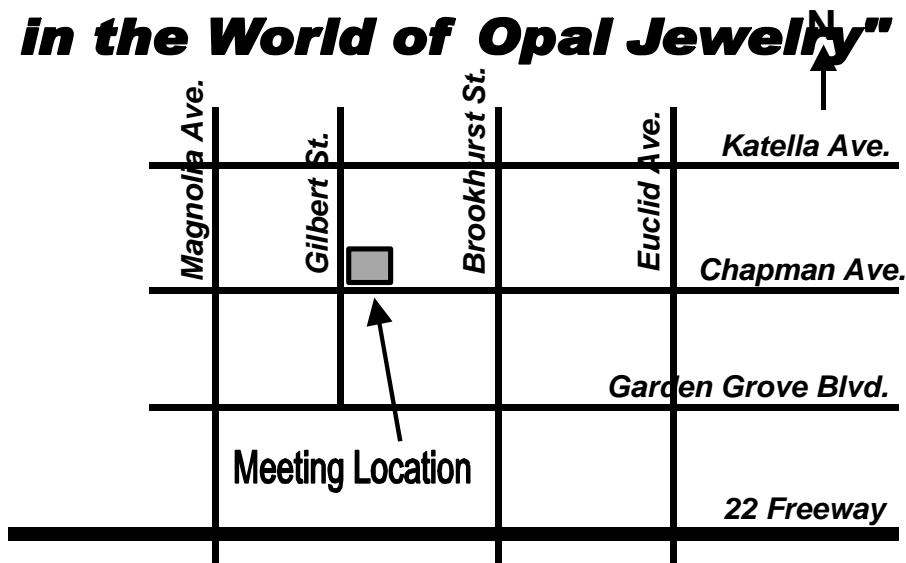 in the World of Opal Jewelry"
N
Magnolia Ave.
Gilbert St.
Brookhurst St.
Euclid Ave.
Katella Ave.
Chapman Ave.
Garden Grove Blvd.
Meeting Location
22 Freeway